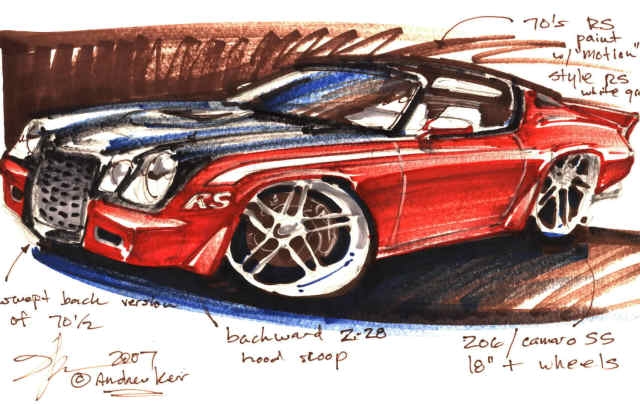 70's RS
paint
w/ "motion"
style RS
white
RS
swept back version
of 70 1/2
backward Z-28
hood scoop
206/camaro SS
18" + wheels
2007
© Andrew Keir